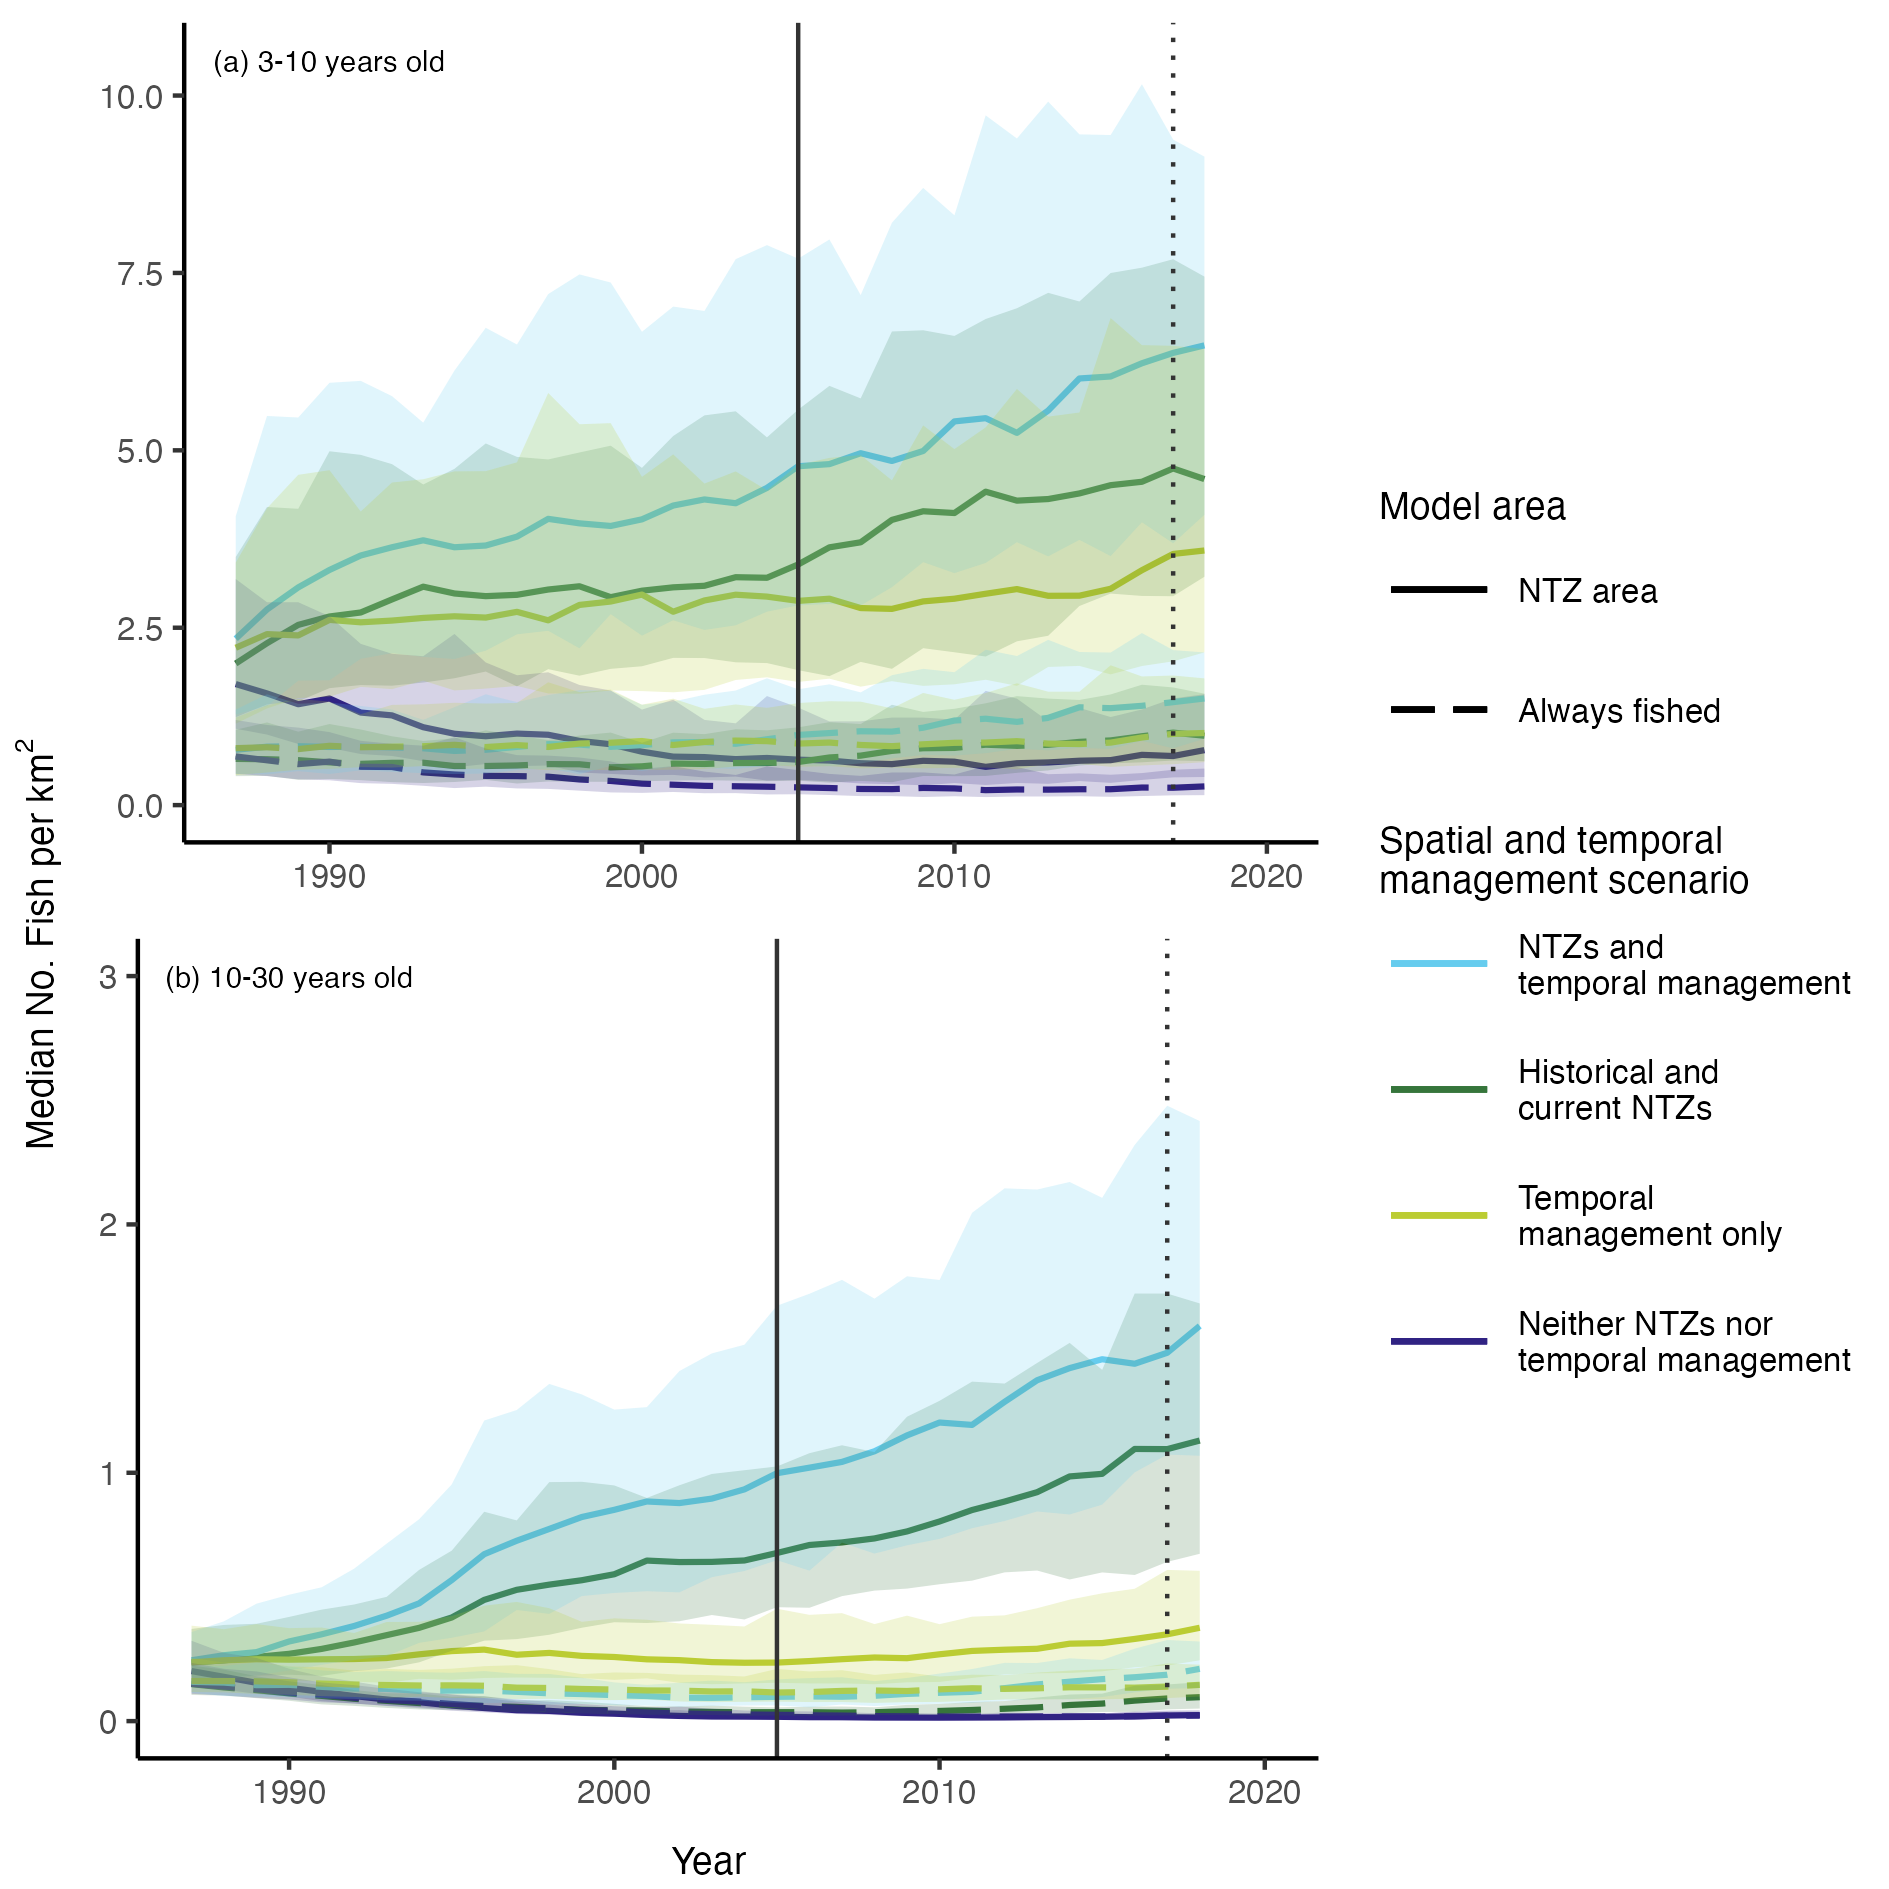 Median No. Fish per km2
(a) 3-10 years old
10.0
7.5
5.0
2.5
0.0
1990
2000
2010
2020
(b) 10-30 years old
3
2
1
0
1990
2000
2010
2020
Year
Model area
NTZ area
Always fished
Spatial and temporal
management scenario
NTZs and
temporal management
Historical and
current NTZs
Temporal
management only
Neither NTZs nor
temporal management